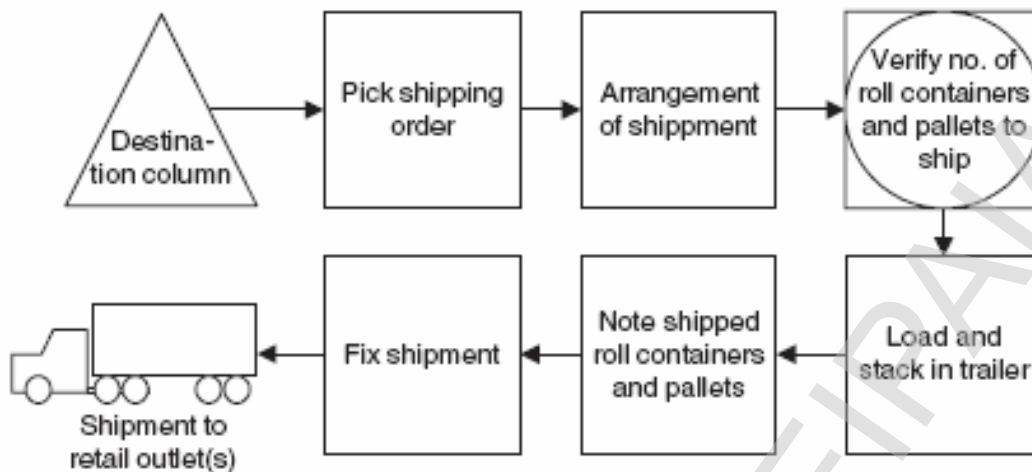 Destina-
tion column
Pick shipping
order
Arrangement
of shippment
Verify no. of
roll containers
and pallets to
ship
Load and
stack in trailer
Note shipped
roll containers
and pallets
Fix shipment
Shipment to
retail outlet(s)